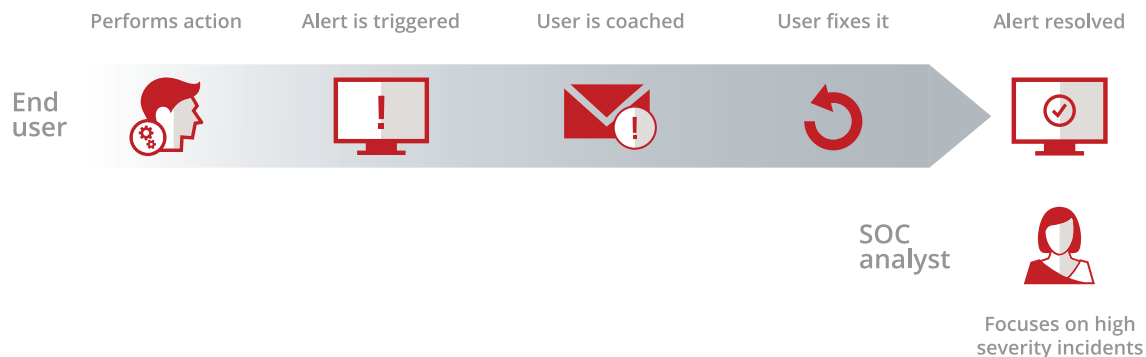 Performs action
Alert is triggered
User is coached
User fixes it
Alert resolved
End
user
!
!
SOC
analyst
Focuses on high
severity incidents